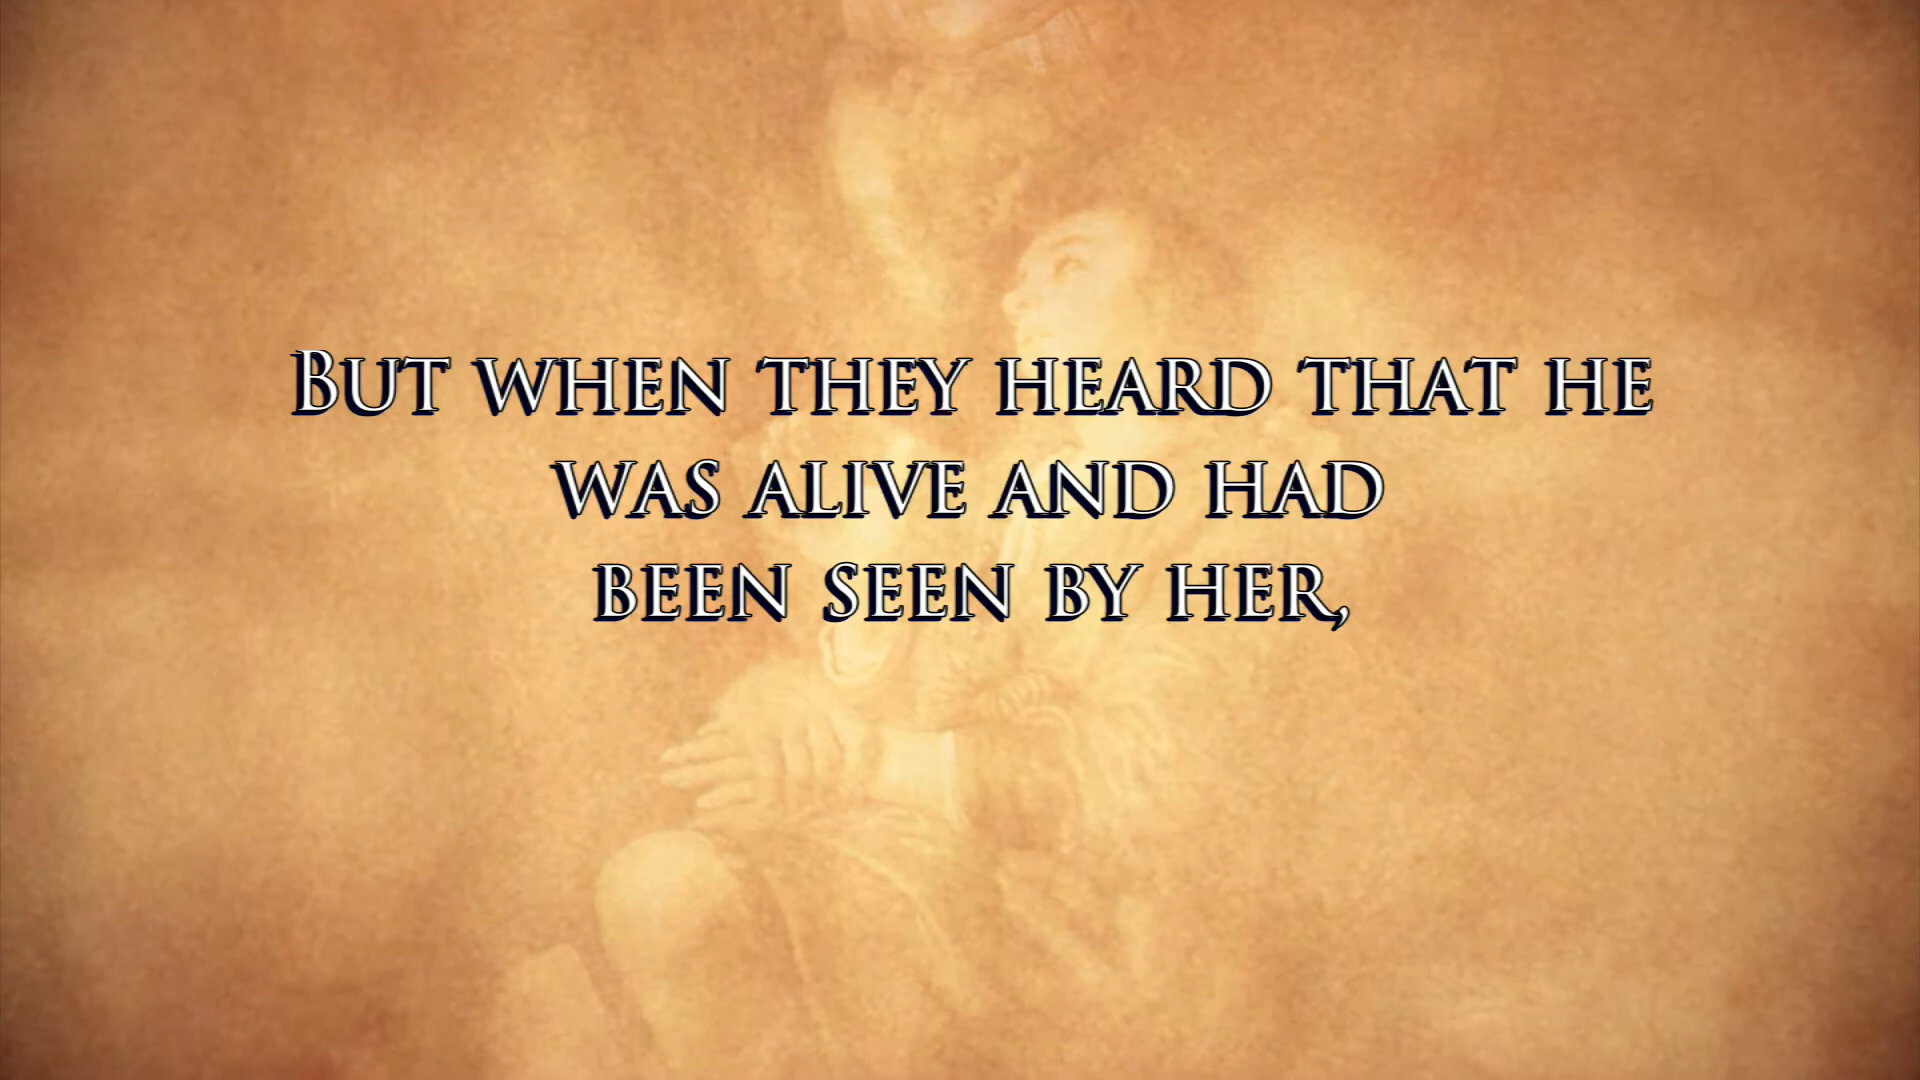 But when they heard that he
was alive and had
been seen by her,